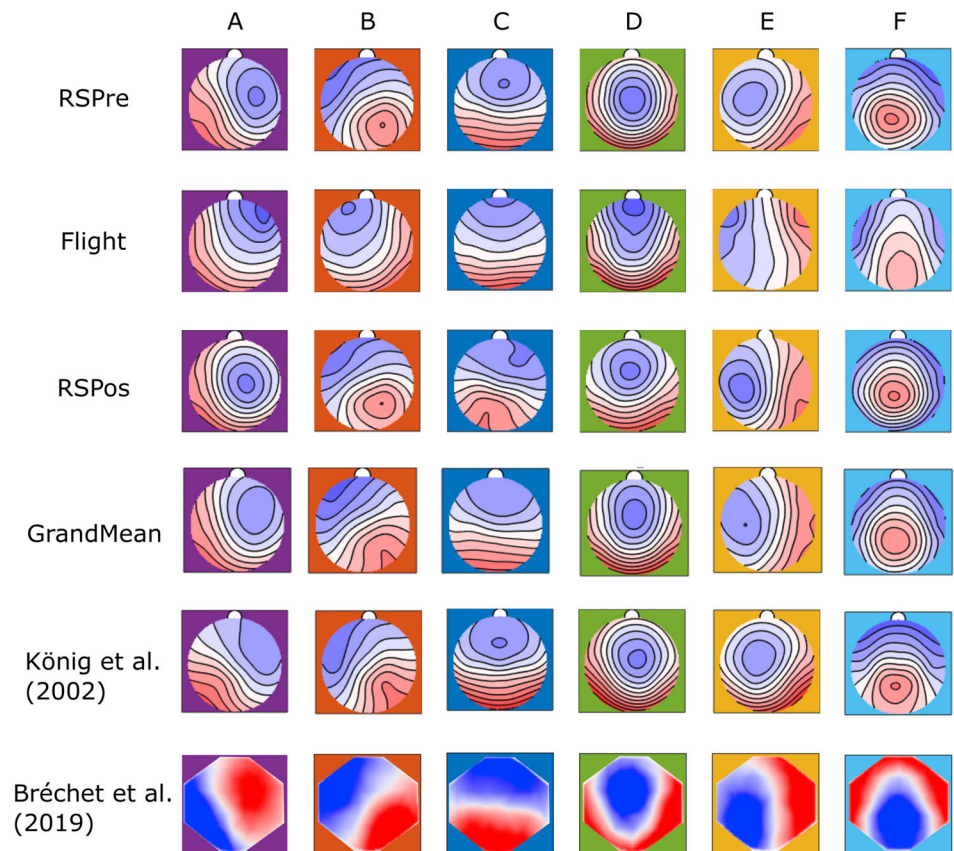 A B C D E F
RSPre
Flight
RSPos
GrandMean
König et al.
(2002)
Bréchet et al.
(2019)